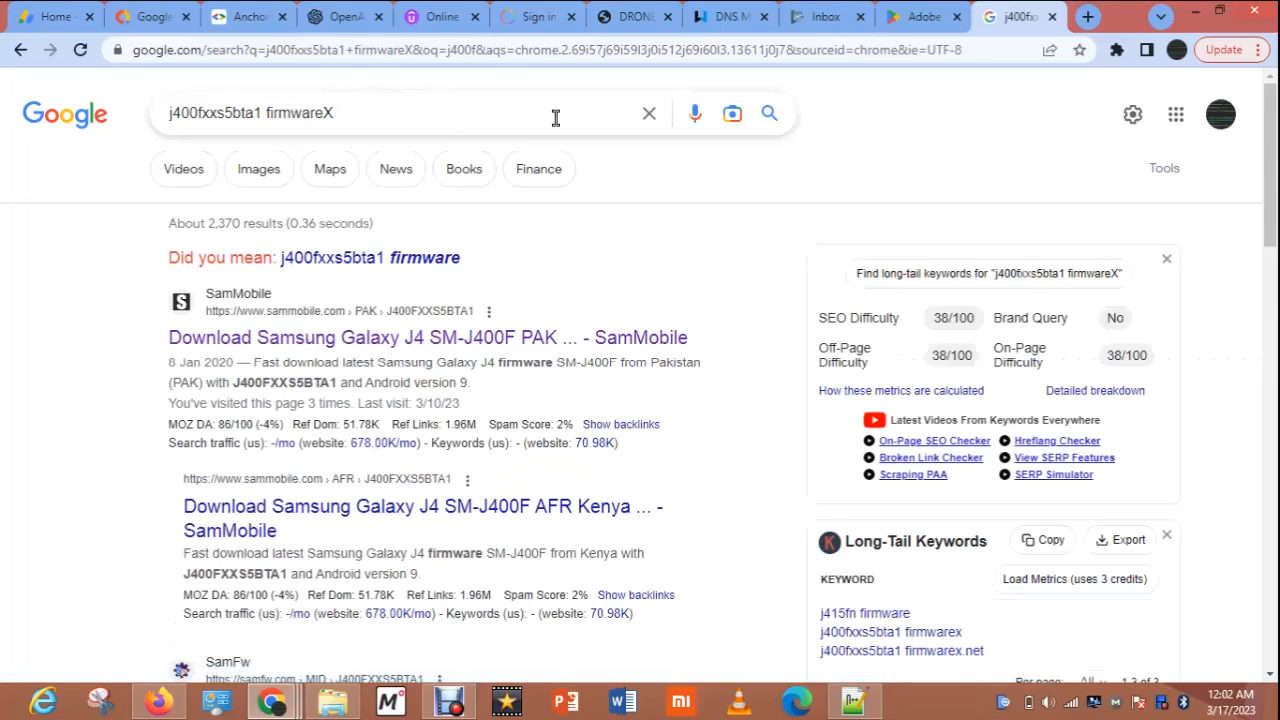 Home -
Google
Anchor
OpenA
Online
Sign in
DRONE
DNS M
Inbox
Adobe
j400fxx
google.com/search?q=j400fxxs5bta1+firmwareX&oq=j400f&aqs=chrome.2.69i57j69i59l3j0i512j69i60l3.13611j0j7&sourceid=chrome&ie=UTF-8
Update
Google
j400fxxs5bta1 firmwareX
Videos
Images
Maps
News
Books
Finance
Tools
About 2,370 results (0.36 seconds)
Did you mean: j400fxxs5bta1 firmware
SamMobile
https://www.sammobile.com › PAK › J400FXXS5BTA1
Download Samsung Galaxy J4 SM-J400F PAK ... - SamMobile
8 Jan 2020 — Fast download latest Samsung Galaxy J4 firmware SM-J400F from Pakistan
(PAK) with J400FXXS5BTA1 and Android version 9.
You've visited this page 3 times. Last visit: 3/10/23
MOZ DA: 86/100 (-4%) Ref Dom: 51.78K Ref Links: 1.96M Spam Score: 2% Show backlinks
Search traffic (us): -/mo (website: 678.00K/mo) - Keywords (us): - (website: 70.98K)
https://www.sammobile.com › AFR › J400FXXS5BTA1
Download Samsung Galaxy J4 SM-J400F AFR Kenya ... -
SamMobile
Fast download latest Samsung Galaxy J4 firmware SM-J400F from Kenya with
J400FXXS5BTA1 and Android version 9.
MOZ DA: 86/100 (-4%) Ref Dom: 51.78K Ref Links: 1.96M Spam Score: 2% Show backlinks
Search traffic (us): -/mo (website: 678.00K/mo) - Keywords (us): - (website: 70.98K)
SamFw
https://samfw.com › MID › J400FXXS5BTA1
Find long-tail keywords for "j400fxxs5bta1 firmwareX"
SEO Difficulty 38/100 Brand Query No
Off-Page Difficulty 38/100 On-Page Difficulty 38/100
How these metrics are calculated Detailed breakdown
Latest Videos From Keywords Everywhere
On-Page SEO Checker Hreflang Checker
Broken Link Checker View SERP Features
Scraping PAA SERP Simulator
Long-Tail Keywords Copy Export
KEYWORD Load Metrics (uses 3 credits)
j415fn firmware
j400fxxs5bta1 firmwarex
j400fxxs5bta1 firmwarex.net
Per page: All 1-3 of 3
12:02 AM
3/17/2023